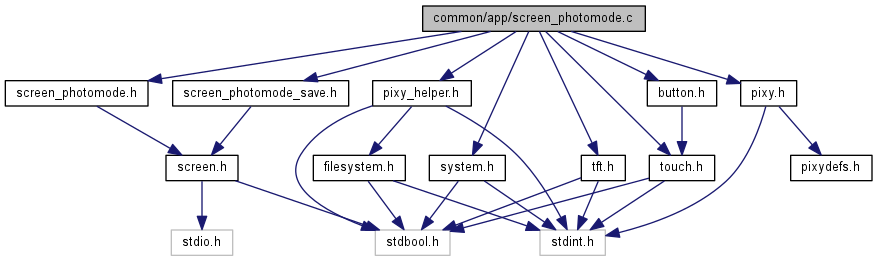 common/app/screen_photomode.c
screen_photomode.h
screen_photomode_save.h
pixy_helper.h
button.h
pixy.h
screen.h
filesystem.h
system.h
tft.h
touch.h
pixydefs.h
stdio.h
stdbool.h
stdint.h